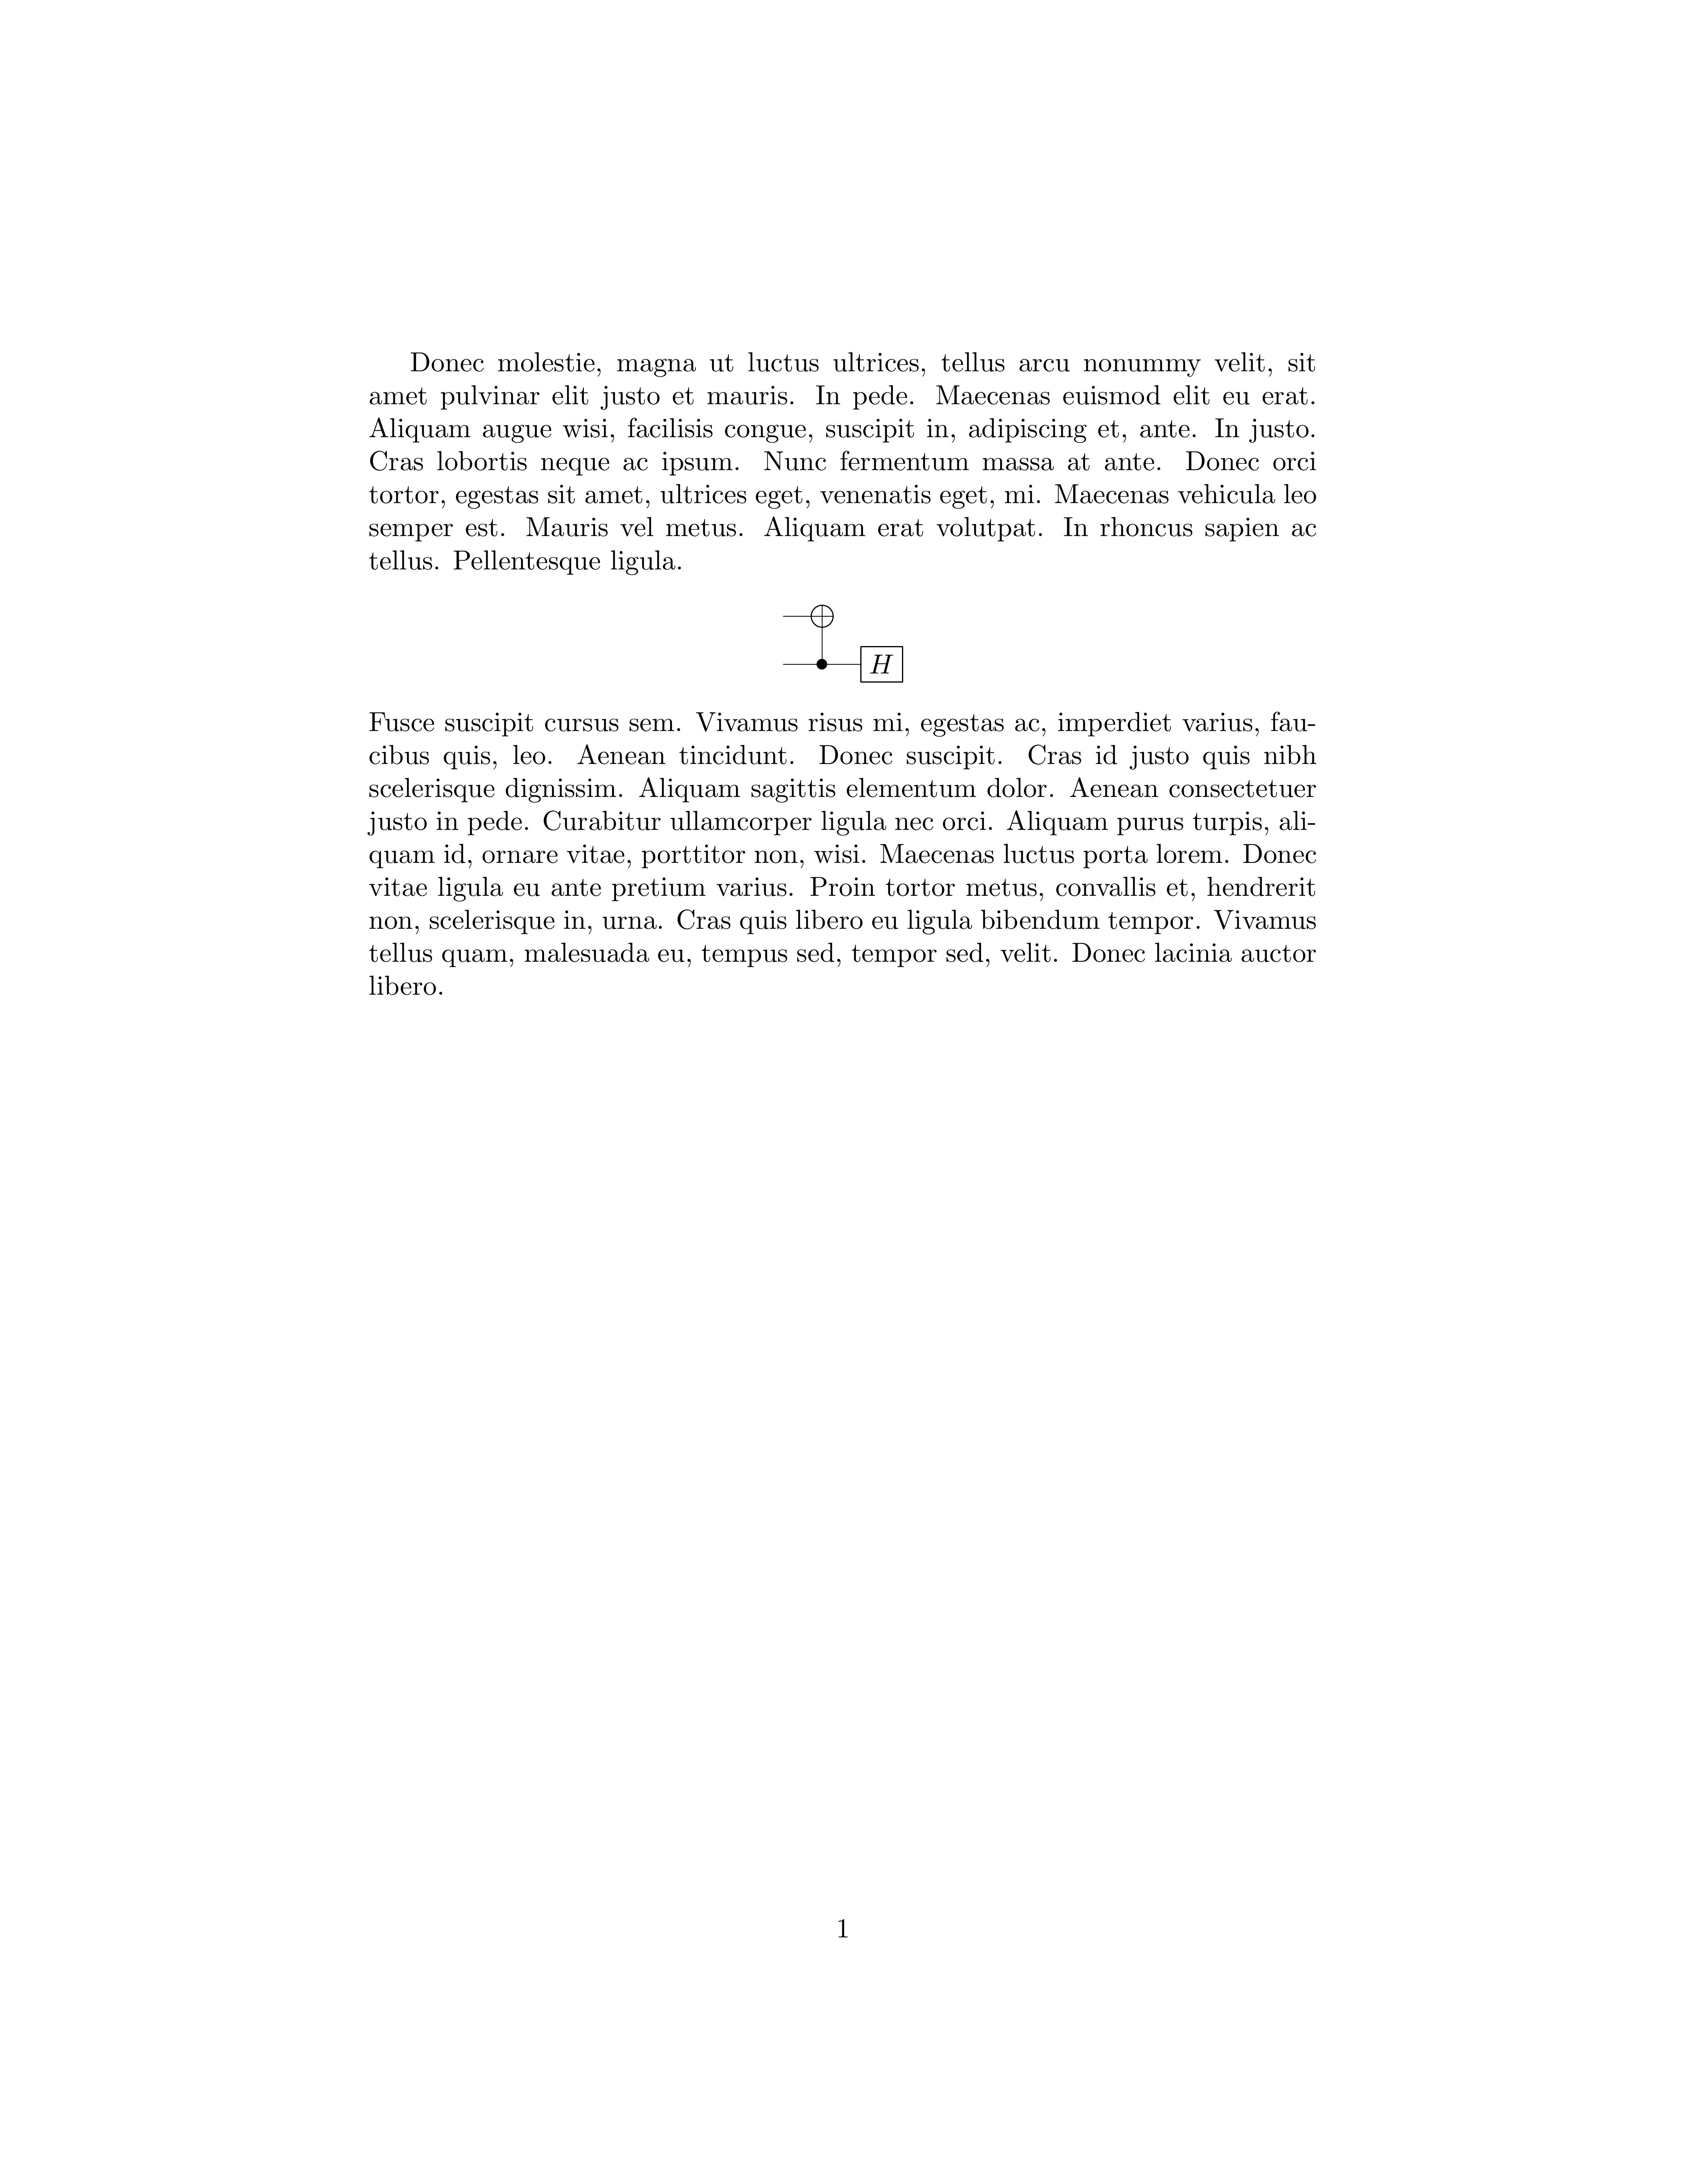 Donec molestie, magna ut luctus ultrices, tellus arcu nonummy velit, sit
amet pulvinar elit justo et mauris. In pede. Maecenas euismod elit eu erat.
Aliquam augue wisi, facilisis congue, suscipit in, adipiscing et, ante. In justo.
Cras lobortis neque ac ipsum. Nunc fermentum massa at ante. Donec orci
tortor, egestas sit amet, ultrices eget, venenatis eget, mi. Maecenas vehicula leo
semper est. Mauris vel metus. Aliquam erat volutpat. In rhoncus sapien ac
tellus. Pellentesque ligula.
H
Fusce suscipit cursus sem. Vivamus risus mi, egestas ac, imperdiet varius, fau-
cibus quis, leo. Aenean tincidunt. Donec suscipit. Cras id justo quis nibh
scelerisque dignissim. Aliquam sagittis elementum dolor. Aenean consectetuer
justo in pede. Curabitur ullamcorper ligula nec orci. Aliquam purus turpis, ali-
quam id, ornare vitae, porttitor non, wisi. Maecenas luctus porta lorem. Donec
vitae ligula eu ante pretium varius. Proin tortor metus, convallis et, hendrerit
non, scelerisque in, urna. Cras quis libero eu ligula bibendum tempor. Vivamus
tellus quam, malesuada eu, tempus sed, tempor sed, velit. Donec lacinia auctor
libero.
1